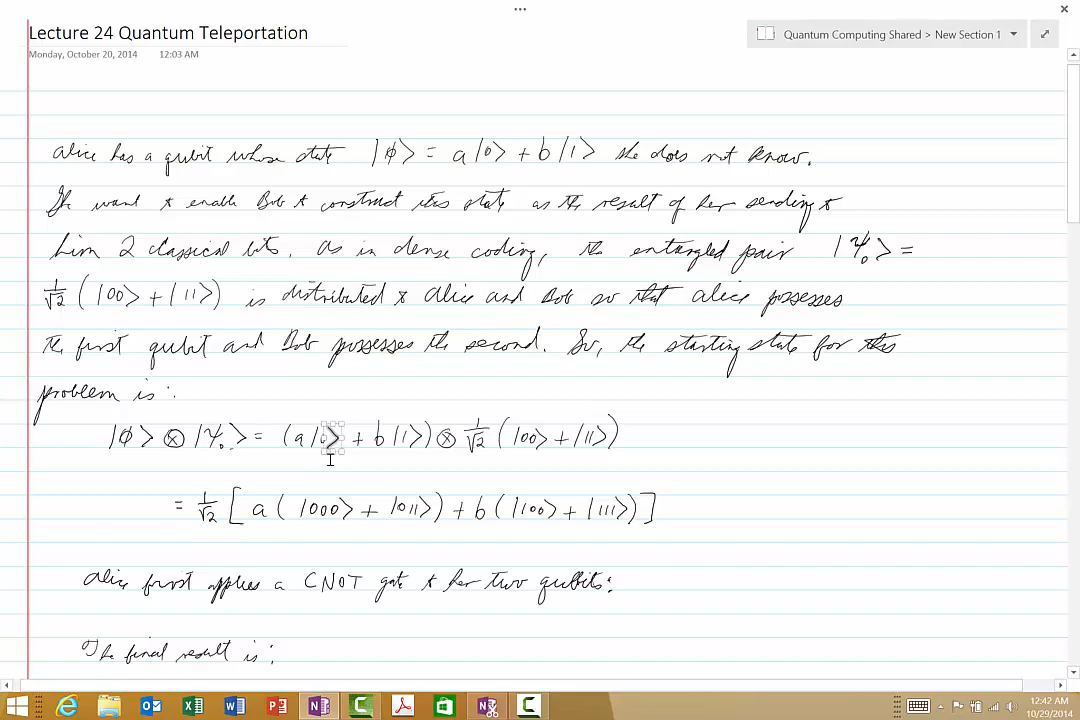 Lecture 24 Quantum Teleportation
Quantum Computing Shared > New Section 1
Monday, October 20, 2014 12:03 AM
Alice has a qubit whose state |ϕ> = a|0> + b|1> she does not know.
She want to enable Bob to construct this state as the result of her sending to
him 2 classical bits. As in dense coding, the entangled pair |Ψ₀> =
1/√2 (|00> + |11>) is distributed to Alice and Bob so that Alice possesses
the first qubit and Bob possesses the second. So, the starting state for this
problem is:
|ϕ> ⊗ |Ψ₀> = (a|0> + b|1>) ⊗ 1/√2 (|00> + |11>)
= 1/√2 [a(|000> + |011>) + b(|100> + |111>)]
Alice first applies a CNOT gate to her two qubits:
The final result is:
12:42 AM
10/29/2014